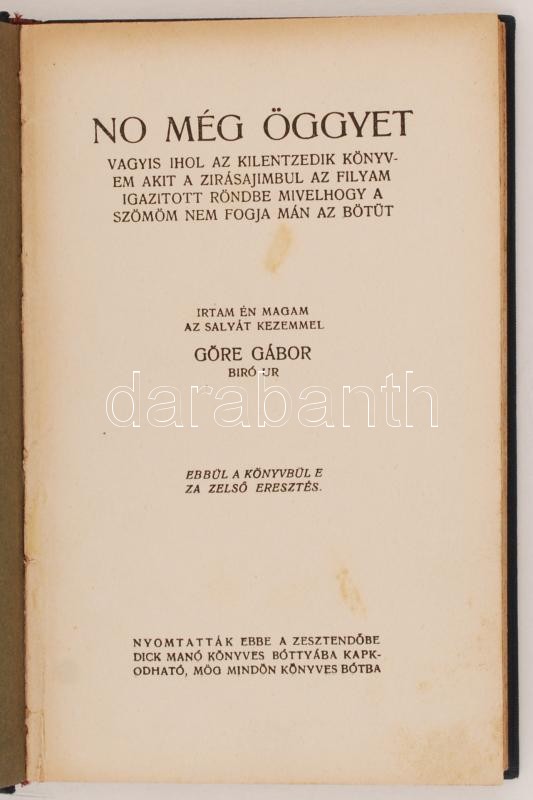 NO MÉG ÖGGYET
VAGYIS IHOL AZ KILENTZEDIK KÖNYV-
EM AKIT A ZIRÁSAJIMBUL AZ FILYAM
IGAZITOTT RÖNDBE MIVELHOGY A
SZÖMÖM NEM FOGJA MÁN AZ BÖTŰT
IRTAM ÉN MAGAM
AZ SALYÁT KEZEMMEL
GŐRE GÁBOR
BIRÓ UR
darabanth
EBBÜL A KÖNYVBÜL E
ZA ZELSŐ ERESZTÉS.
NYOMTATTÁK EBBE A ZESZTENDŐBE
DICK MANÓ KÖNYVES BÓTTYÁBA KAPK-
ODHATÓ, MÖG MINDÖN KÖNYVES BÓTBA